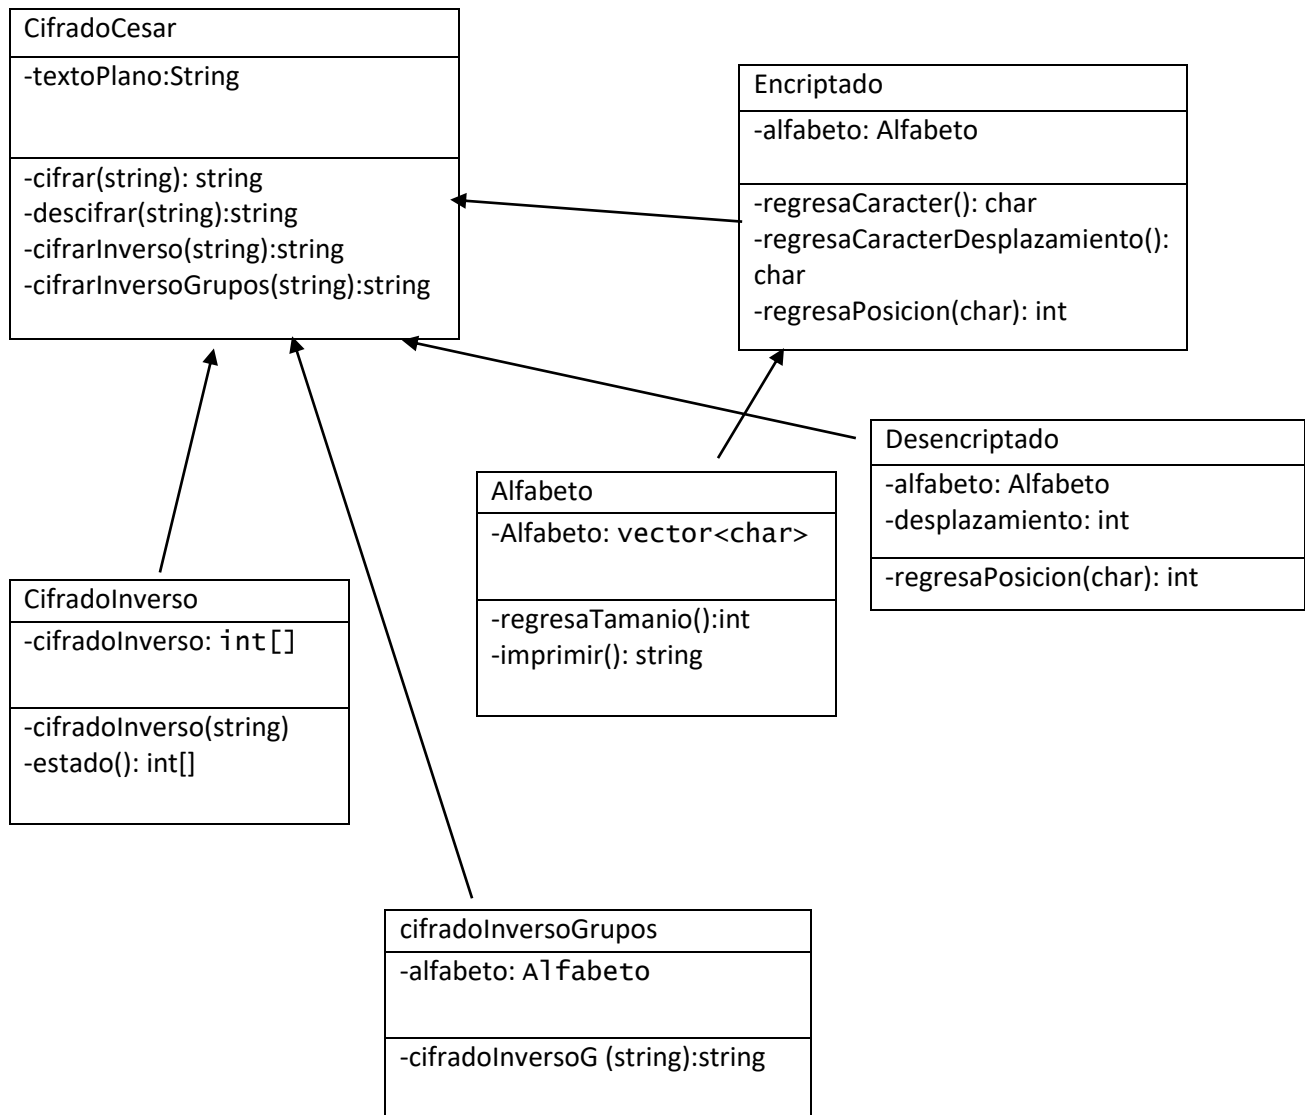 CifradoCesar
-textoPlano:String
-cifrar(string): string
-descifrar(string):string
-cifrarInverso(string):string
-cifrarInversoGrupos(string):string
Encriptado
-alfabeto: Alfabeto
-regresaCaracter(): char
-regresaCaracterDesplazamiento():
char
-regresaPosicion(char): int
Desencriptado
-alfabeto: Alfabeto
-desplazamiento: int
-regresaPosicion(char): int
Alfabeto
-Alfabeto: vector<char>
-regresaTamanio():int
-imprimir(): string
CifradoInverso
-cifradoInverso: int[]
-cifradoInverso(string)
-estado(): int[]
cifradoInversoGrupos
-alfabeto: Alfabeto
-cifradoInversoG (string):string